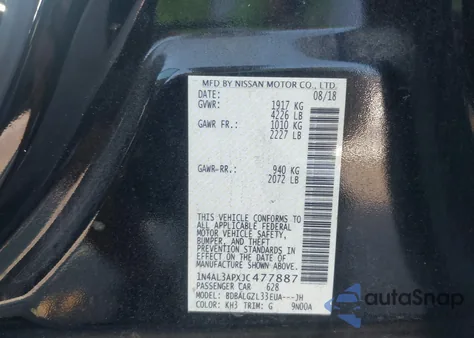 MFD BY NISSAN MOTOR CO., LTD.
DATE: 08/18
GVWR: 1917 KG
4226 LB
GAWR FR.: 1010 KG
2227 LB
GAWR-RR.: 940 KG
2072 LB
THIS VEHICLE CONFORMS TO
ALL APPLICABLE FEDERAL
MOTOR VEHICLE SAFETY,
BUMPER, AND THEFT
PREVENTION STANDARDS IN
EFFECT ON THE DATE OF
MANUFACTURE SHOWN ABOVE.
1N4AL3APXJC477887
PASSENGER CAR 628
MODEL: BDBALGZL33EUA---JH
COLOR: KH3 TRIM: G 9N00A
autoSnap